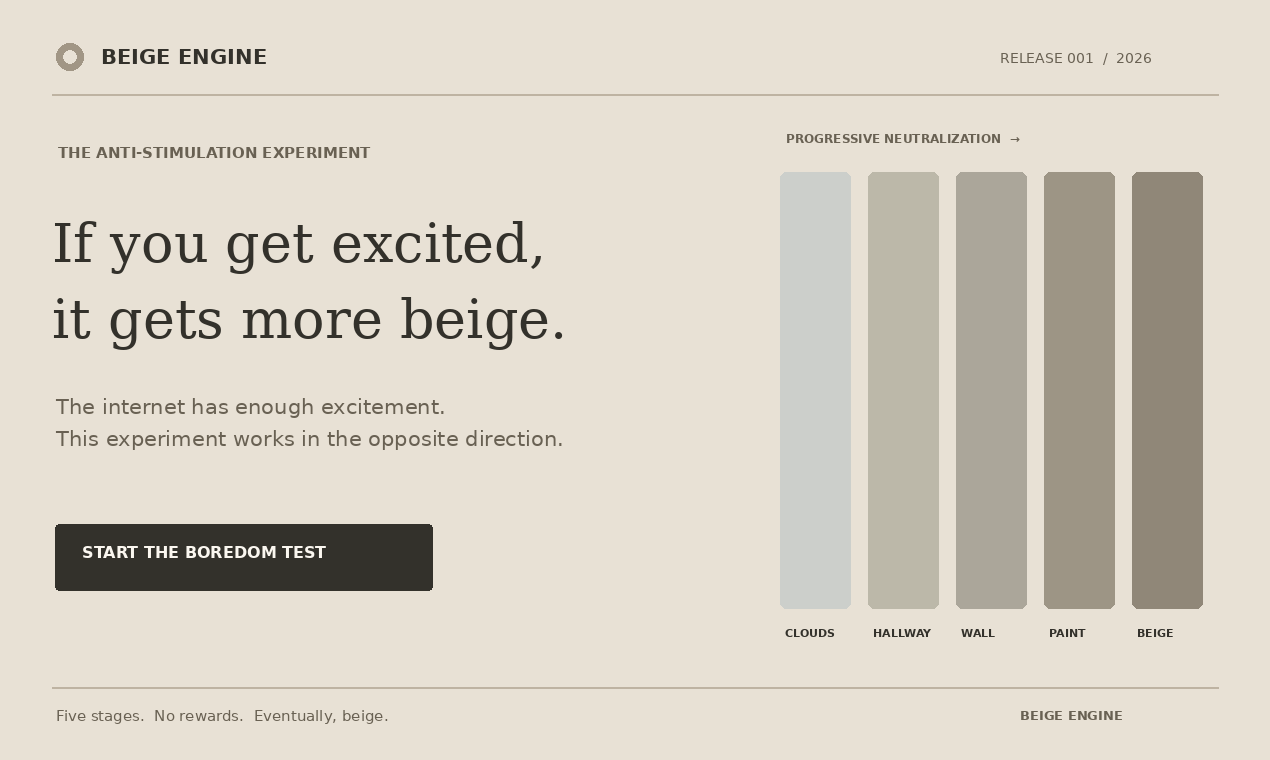 BEIGE ENGINE
RELEASE 001 / 2026
THE ANTI-STIMULATION EXPERIMENT
If you get excited,
it gets more beige.
The internet has enough excitement.
This experiment works in the opposite direction.
START THE BOREDOM TEST
PROGRESSIVE NEUTRALIZATION →
CLOUDS
HALLWAY
WALL
PAINT
BEIGE
Five stages. No rewards. Eventually, beige.
BEIGE ENGINE